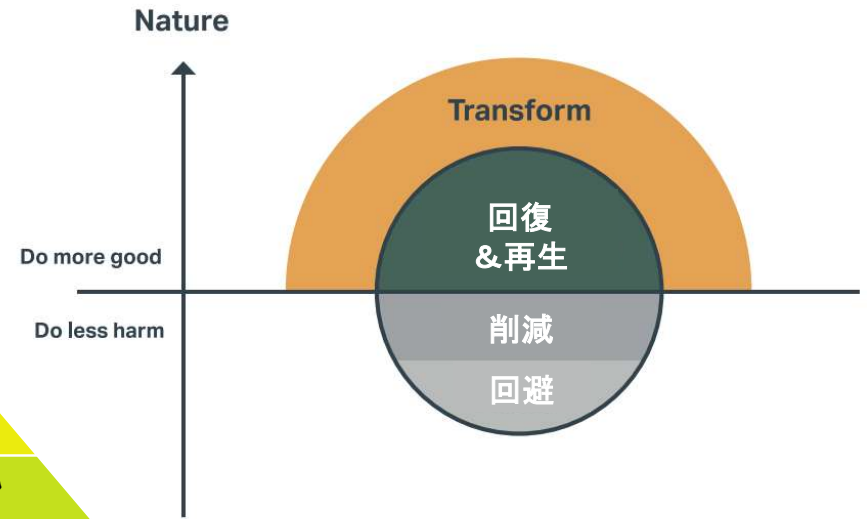 Nature
Transform
回復
&再生
Do more good
Do less harm
削減
回避